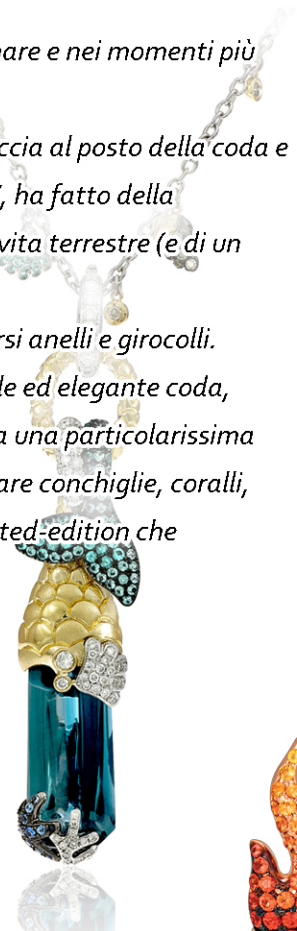 are e nei momenti più
ccia al posto della coda e
, ha fatto della
vita terrestre (e di un
rsi anelli e girocolli.
le ed elegante coda,
a una particolarissima
are conchiglie, coralli,
ted-edition che